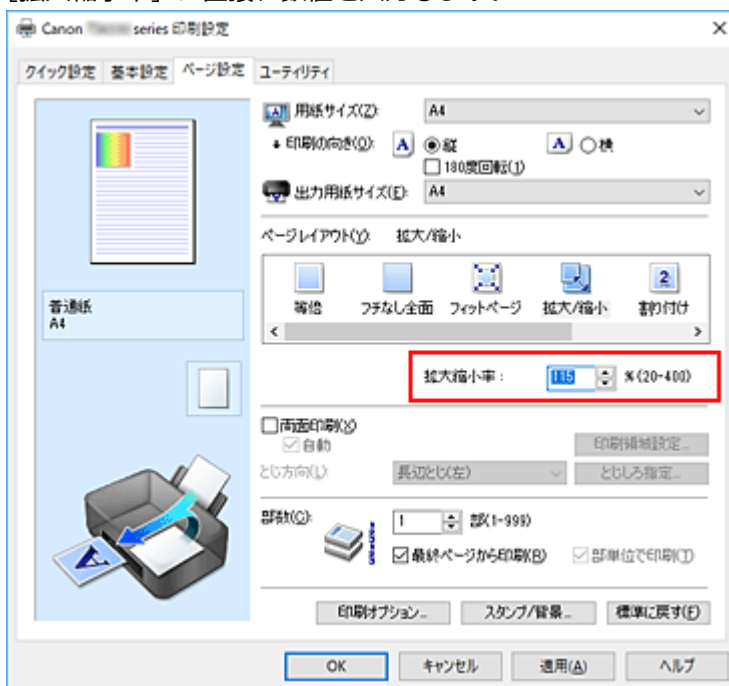 Canon series 印刷設定
クイック設定 基本設定 ページ設定 ユーティリティ
用紙サイズ(Z): A4
印刷の向き(O): A 縦 A 横
180度回転(1)
出力用紙サイズ(E): A4
ページレイアウト(Y): 拡大/縮小
等倍 フチなし全面 フィットページ 拡大/縮小 割り付け
普通紙
A4
拡大縮小率: 115 %(20-400)
両面印刷(X)
自動 印刷領域設定...
とじ方向(L): 長辺とじ(左) とじしろ指定...
部数(C): 1 部(1-999)
最終ページから印刷(R) 部単位で印刷(T)
印刷オプション... スタンプ/背景... 標準に戻す(F)
OK キャンセル 適用(A) ヘルプ